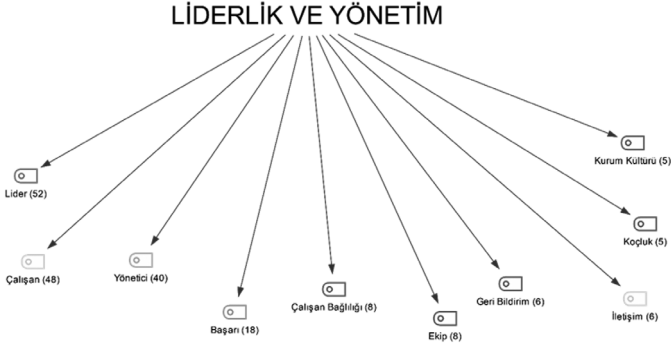 LİDERLİK VE YÖNETİM
Kurum Kültürü (5)
Lider (52)
Koçluk (5)
Çalışan (48)
Yönetici (40)
Çalışan Bağlılığı (8)
Geri Bildirim (6)
İletişim (6)
Başarı (18)
Ekip (8)